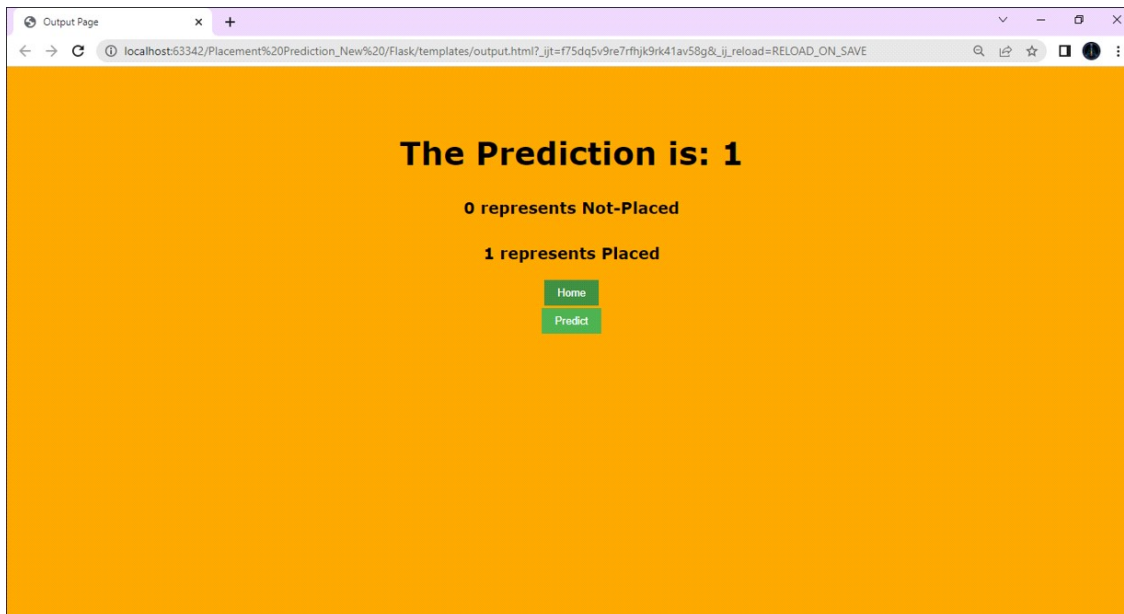 Output Page
localhost:63342/Placement%20Prediction_New%20/Flask/templates/output.html?_ijt=f75dq5v9re7rfhjk9rk41av58g&_ij_reload=RELOAD_ON_SAVE
The Prediction is: 1
0 represents Not-Placed
1 represents Placed
Home
Predict